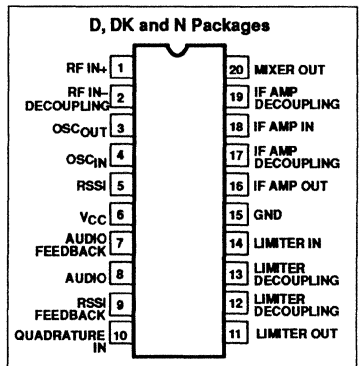 D, DK and N Packages
RF IN+ 1
RF IN–
DECOUPLING 2
OSCOUT 3
OSCIN 4
RSSI 5
VCC 6
AUDIO
FEEDBACK 7
AUDIO 8
RSSI
FEEDBACK 9
QUADRATURE
IN 10
20 MIXER OUT
19 IF AMP
DECOUPLING
18 IF AMP IN
17 IF AMP
DECOUPLING
16 IF AMP OUT
15 GND
14 LIMITER IN
13 LIMITER
DECOUPLING
12 LIMITER
DECOUPLING
11 LIMITER OUT